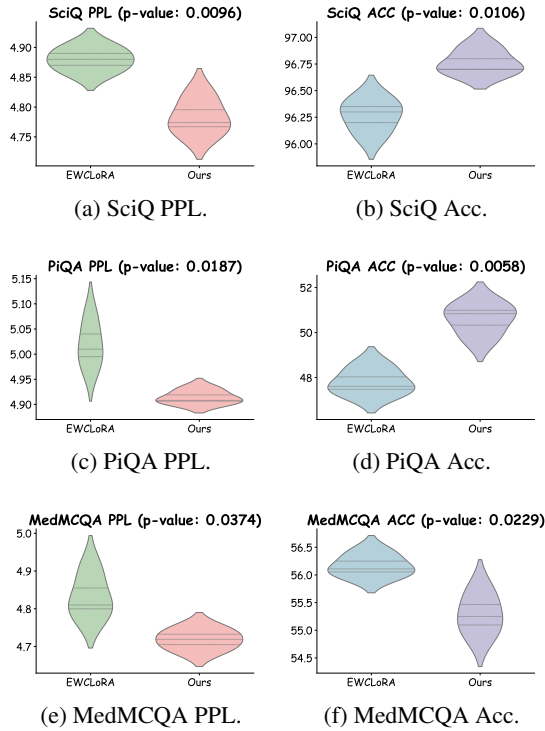 SciQ PPL (p-value: 0.0096)
4.90
4.85
4.80
4.75
EWCLoRA
Ours
(a) SciQ PPL.
SciQ ACC (p-value: 0.0106)
97.00
96.75
96.50
96.25
96.00
EWCLoRA
Ours
(b) SciQ Acc.
PiQA PPL (p-value: 0.0187)
5.15
5.10
5.05
5.00
4.95
4.90
EWCLoRA
Ours
(c) PiQA PPL.
PiQA ACC (p-value: 0.0058)
52
50
48
EWCLoRA
Ours
(d) PiQA Acc.
MedMCQA PPL (p-value: 0.0374)
5.0
4.9
4.8
4.7
EWCLoRA
Ours
(e) MedMCQA PPL.
MedMCQA ACC (p-value: 0.0229)
56.5
56.0
55.5
55.0
54.5
EWCLoRA
Ours
(f) MedMCQA Acc.